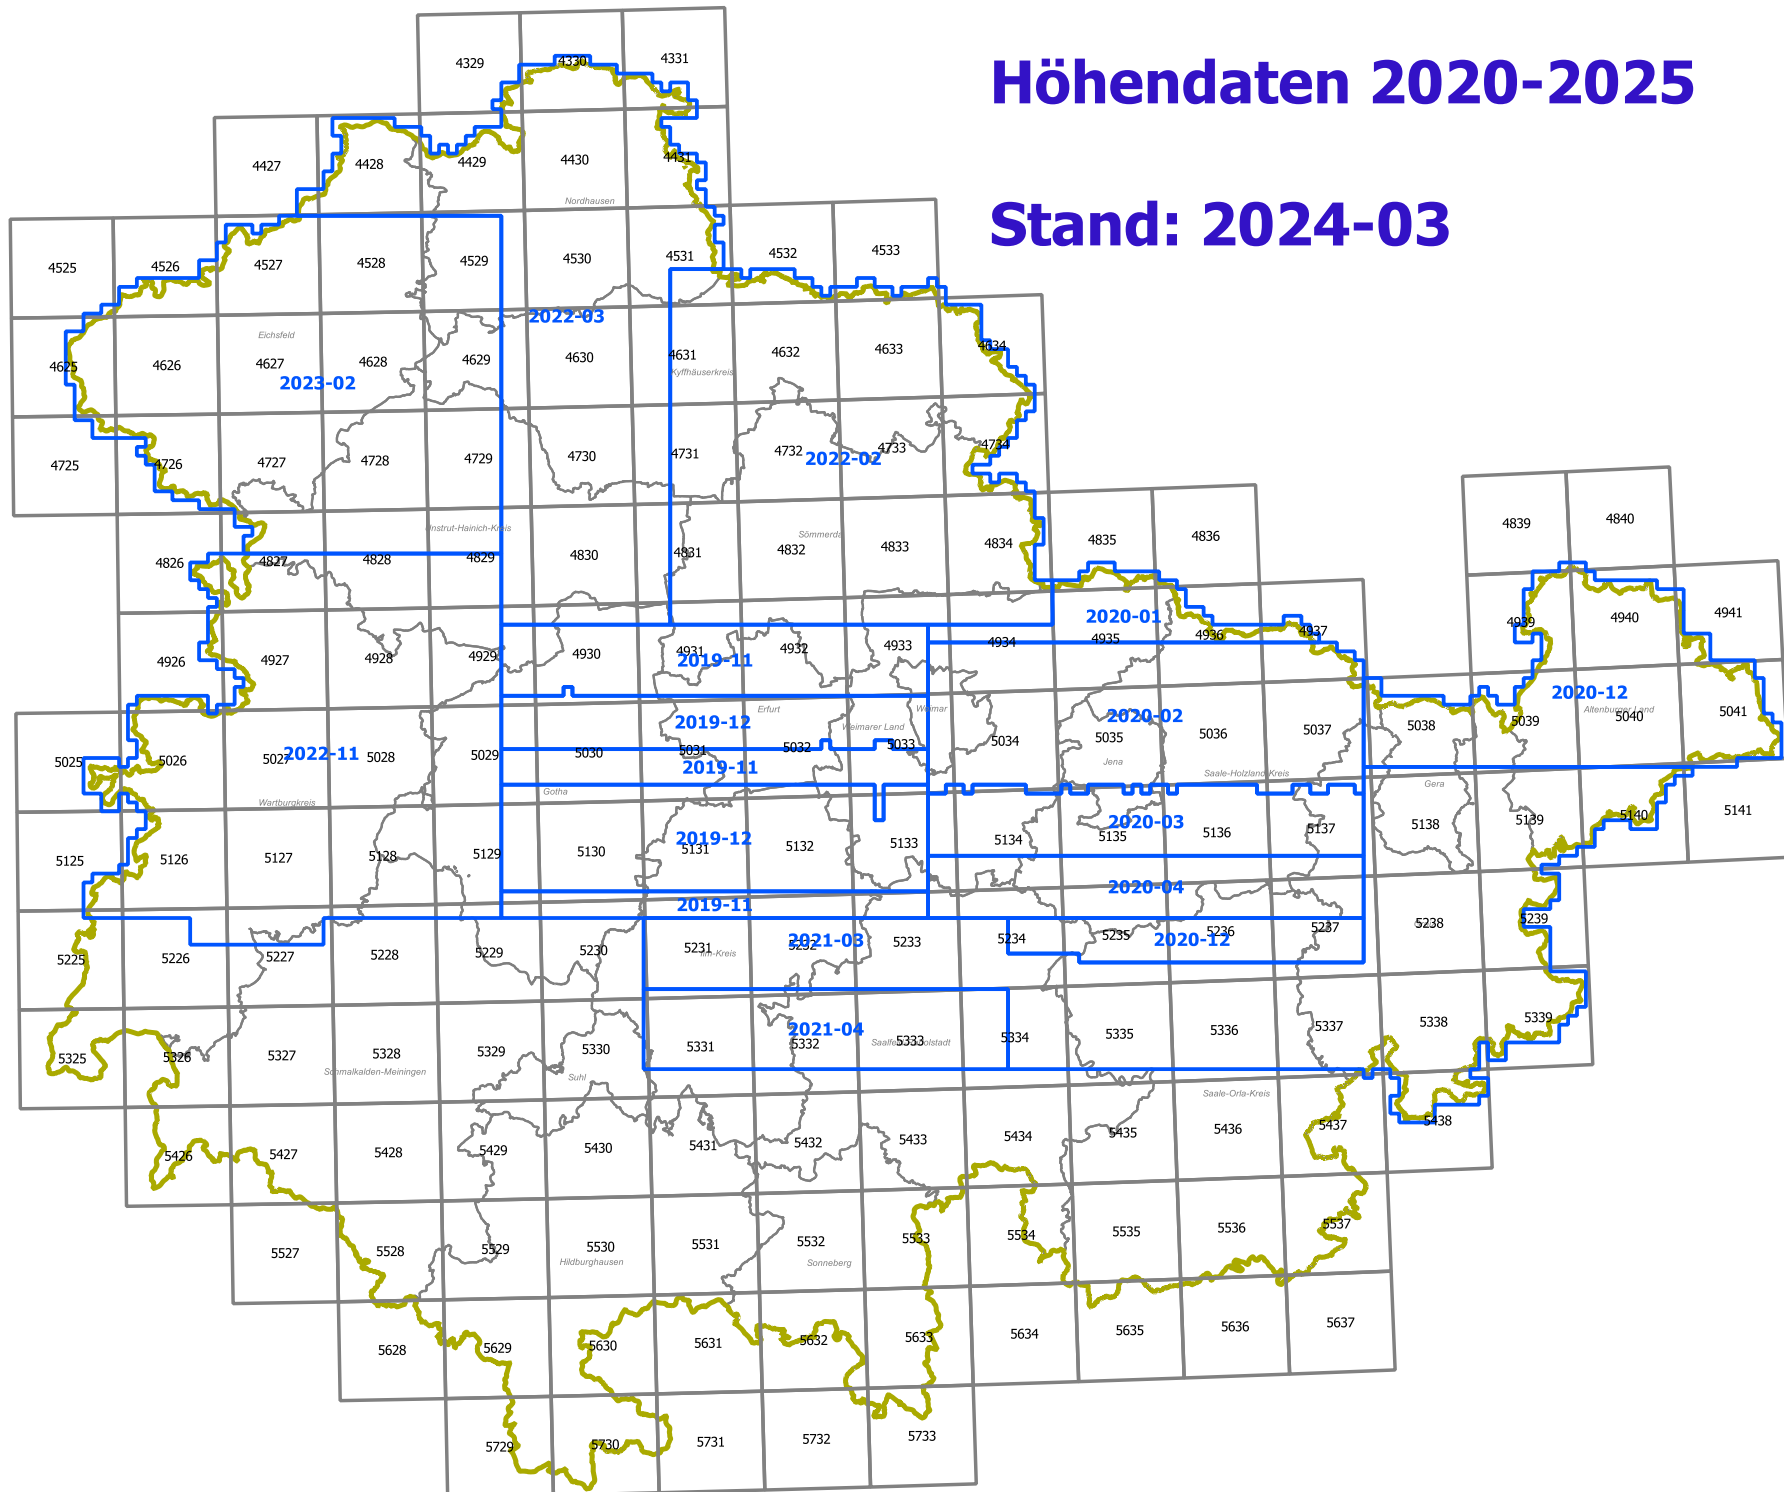 Höhendaten 2020-2025
Stand: 2024-03
4329 4330 4331
4427 4428 4429 4430 4431
Nordhausen
4525 4526 4527 4528 4529 4530 4531 4532 4533
2022-03
Eichsfeld
4625 4626 4627 4628 4629 4630 4631 4632 4633 4634
Kyffhäuserkreis
2023-02
4725 4726 4727 4728 4729 4730 4731 4732 4733 4734
2022-02
Unstrut-Hainich-Kreis
Sömmerda
4826 4827 4828 4829 4830 4831 4832 4833 4834 4835 4836 4839 4840
2020-01
4926 4927 4928 4929 4930 4931 4932 4933 4934 4935 4936 4937 4939 4940 4941
2019-11
2020-12
Erfurt
Weimar
Altenburger Land
2019-12
Weimarer Land
2020-02
5025 5026 5027 5028 5029 5030 5031 5032 5033 5034 5035 5036 5037 5038 5039 5040 5041
2022-11
Jena
2019-11
Saale-Holzland-Kreis
Gera
Gotha
Wartburgkreis
2020-03
5125 5126 5127 5128 5129 5130 5131 5132 5133 5134 5135 5136 5137 5138 5139 5140 5141
2019-12
2020-04
2019-11
5225 5226 5227 5228 5229 5230 5231 5232 5233 5234 5235 5236 5237 5238 5239
2021-03
2020-12
Ilm-Kreis
2021-04
5325 5326 5327 5328 5329 5330 5331 5332 5333 5334 5335 5336 5337 5338 5339
Schmalkalden-Meiningen
Suhl
Saale-Orla-Kreis
5426 5427 5428 5429 5430 5431 5432 5433 5434 5435 5436 5437 5438
5527 5528 5529 5530 5531 5532 5533 5534 5535 5536 5537
Hildburghausen
Sonneberg
5628 5629 5630 5631 5632 5633 5634 5635 5636 5637
5729 5730 5731 5732 5733